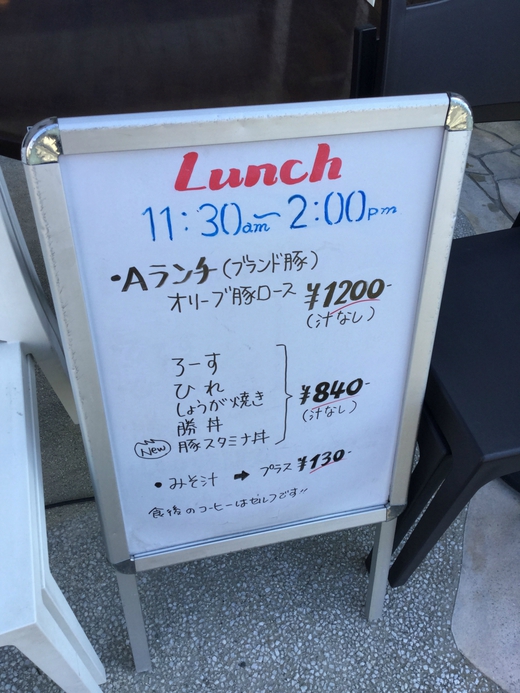 Lunch
11:30am〜2:00pm
・Aランチ(ブランド豚)
オリーブ豚ロース ¥1200-
(汁なし)
ろーす
ひれ
しょうが焼き ¥840-
勝丼 (汁なし)
New 豚スタミナ丼
• みそ汁 ➡ プラス ¥130-
食後のコーヒーはセルフです!!